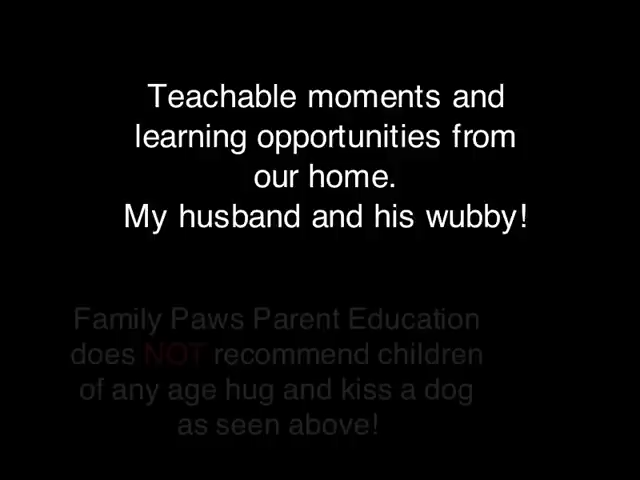 Teachable moments and
learning opportunities from
our home.
My husband and his wubby!
Family Paws Parent Education
does NOT recommend children
of any age hug and kiss a dog
as seen above!